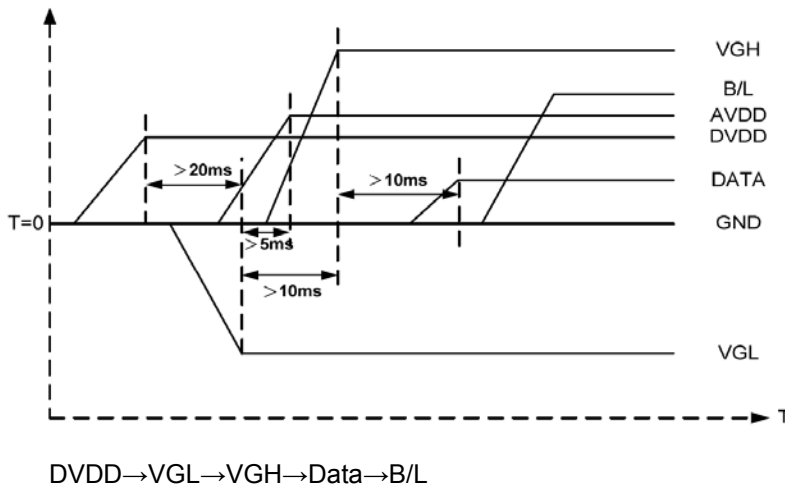 VGH
B/L
AVDD
DVDD
>20ms
>10ms
DATA
T=0
GND
>5ms
>10ms
VGL
T
DVDD→VGL→VGH→Data→B/L